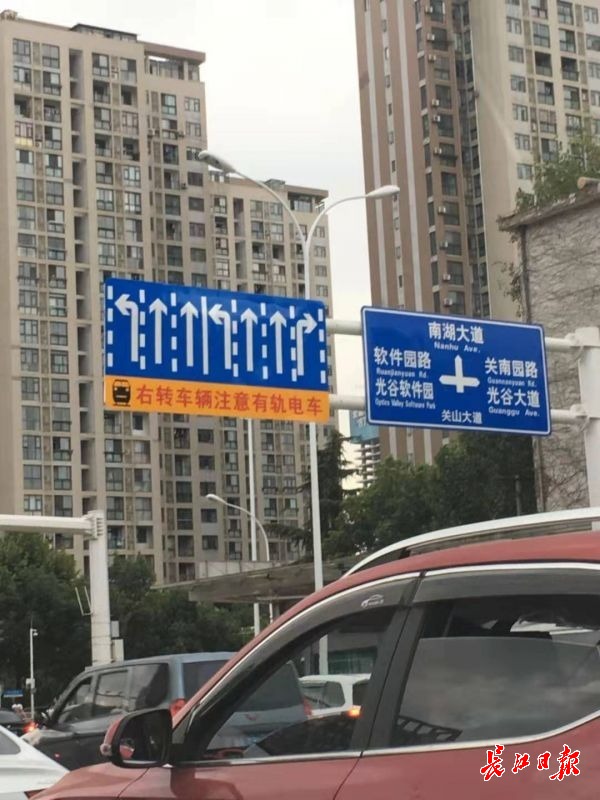 右转车辆注意有轨电车
南湖大道
Nanhu Ave.
软件园路
Ruanjianyuan Rd.
光谷软件园
Optics Valley Software Park
关南园路
Guannanyuan Rd.
光谷大道
Guanggu Ave.
关山大道
长江日报